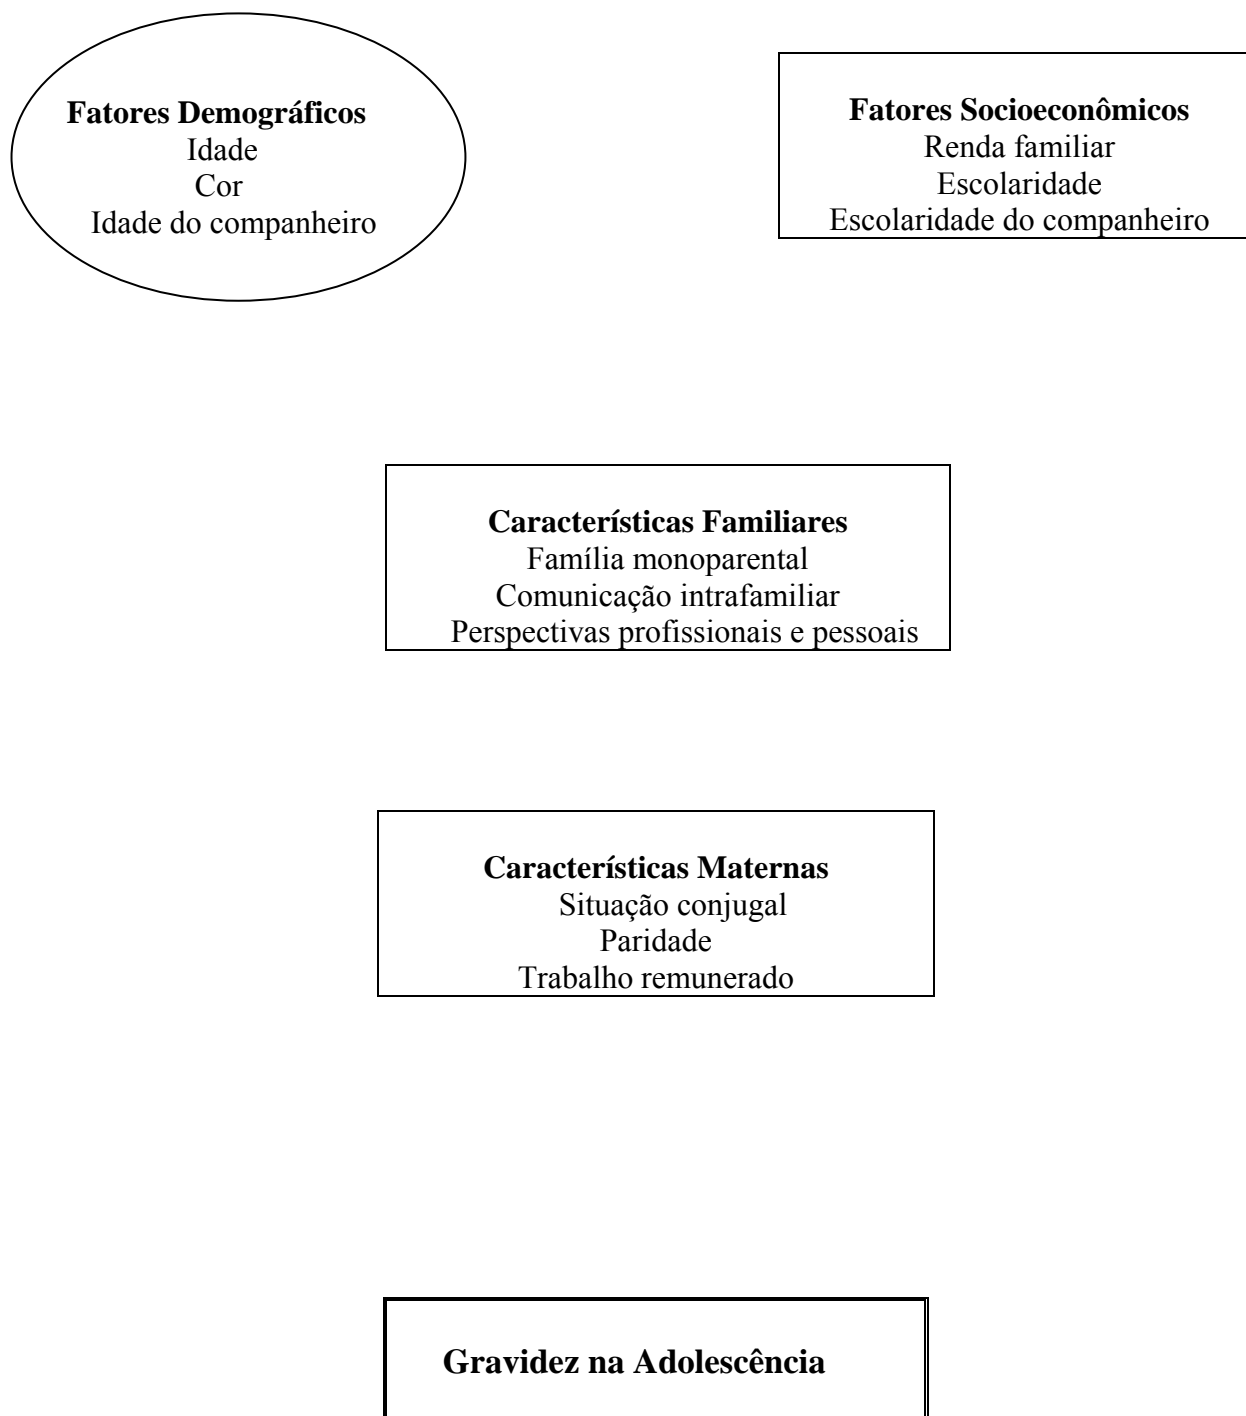 Fatores Demográficos
Idade
Cor
Idade do companheiro
Fatores Socioeconômicos
Renda familiar
Escolaridade
Escolaridade do companheiro
Características Familiares
Família monoparental
Comunicação intrafamiliar
Perspectivas profissionais e pessoais
Características Maternas
Situação conjugal
Paridade
Trabalho remunerado
Gravidez na Adolescência